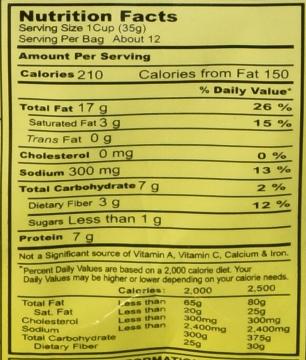 Nutrition Facts
Serving Size 1Cup (35g)
Serving Per Bag About 12
Amount Per Serving
Calories 210 Calories from Fat 150
% Daily Value*
Total Fat 17 g 26 %
Saturated Fat 3 g 15 %
Trans Fat 0 g
Cholesterol 0 mg 0 %
Sodium 300 mg 13 %
Total Carbohydrate 7 g 2 %
Dietary Fiber 3 g 12 %
Sugars Less than 1 g
Protein 7 g
Not a Significant source of Vitamin A, Vitamin C, Calcium & Iron.
*Percent Daily Values are based on a 2,000 calorie diet. Your
Daily Values may be higher or lower depending on your calorie needs.
Calories: 2,000 2,500
Total Fat Less than 65g 80g
Sat. Fat Less than 20g 25g
Cholesterol Less than 300mg 300mg
Sodium Less than 2,400mg 2,400mg
Total Carbohydrate 300g 375g
Dietary Fiber 25g 30g